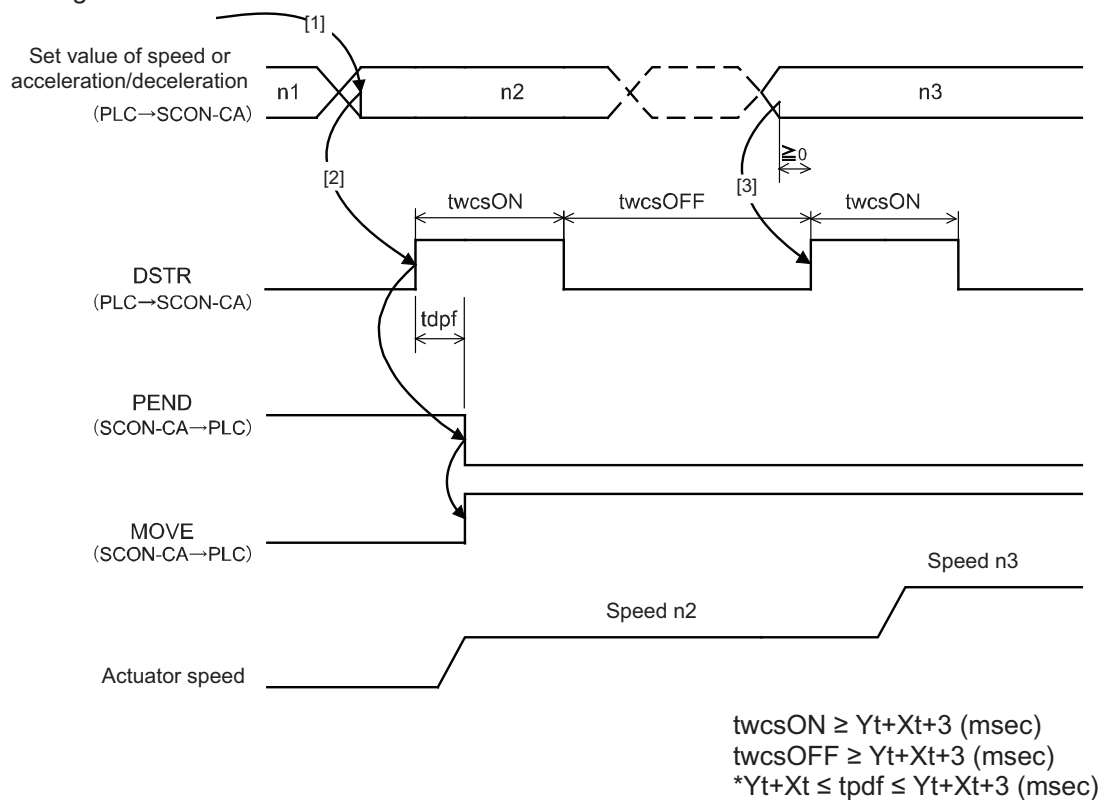 [1]
Set value of speed or
acceleration/deceleration
(PLC→SCON-CA)
n1
n2
n3
≧0
[2]
[3]
twcsON
twcsOFF
twcsON
DSTR
(PLC→SCON-CA)
tdpf
PEND
(SCON-CA→PLC)
MOVE
(SCON-CA→PLC)
Speed n3
Speed n2
Actuator speed
twcsON ≥ Yt+Xt+3 (msec)
twcsOFF ≥ Yt+Xt+3 (msec)
*Yt+Xt ≤ tpdf ≤ Yt+Xt+3 (msec)